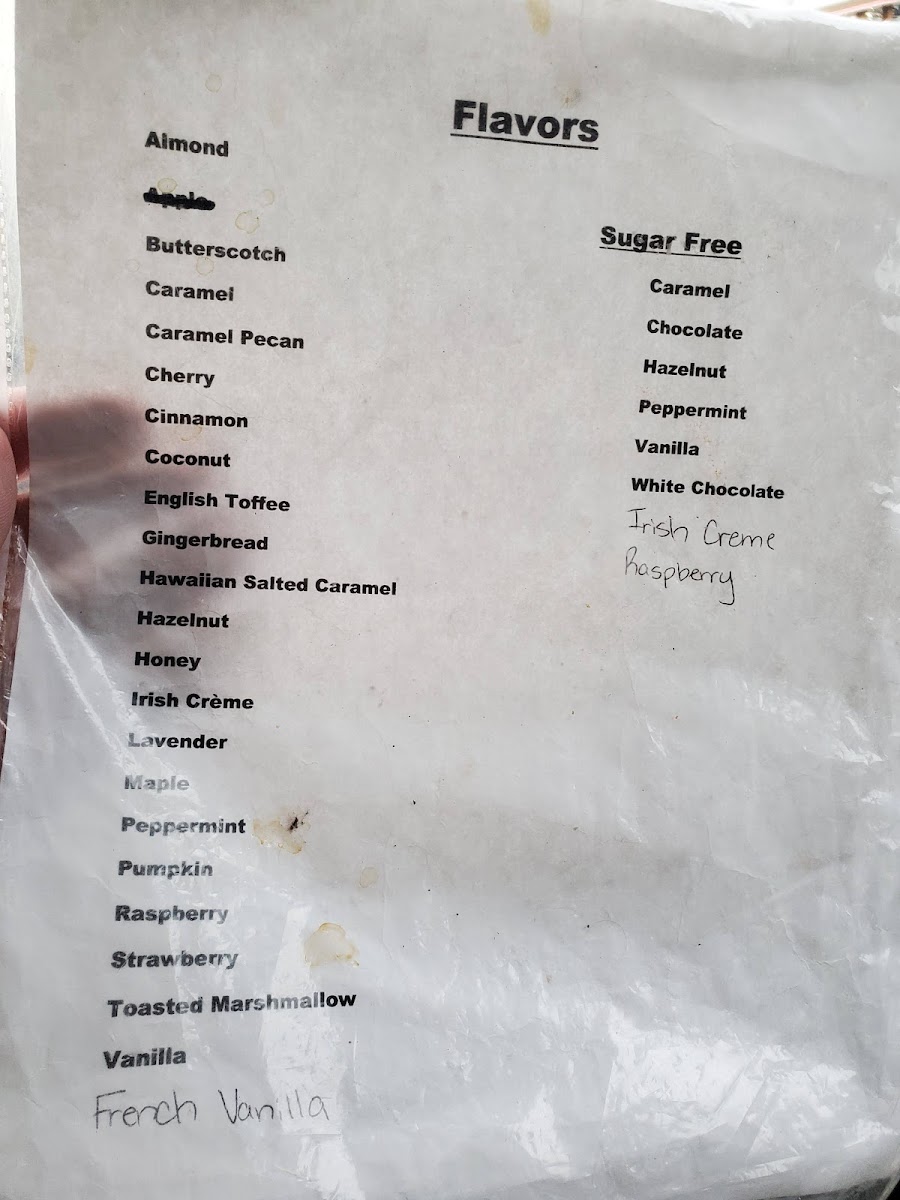 Flavors
Almond
Apple
Butterscotch
Caramel
Caramel Pecan
Cherry
Cinnamon
Coconut
English Toffee
Gingerbread
Hawaiian Salted Caramel
Hazelnut
Honey
Irish Crème
Lavender
Maple
Peppermint
Pumpkin
Raspberry
Strawberry
Toasted Marshmallow
Vanilla
French Vanilla
Sugar Free
Caramel
Chocolate
Hazelnut
Peppermint
Vanilla
White Chocolate
Irish Creme
Raspberry